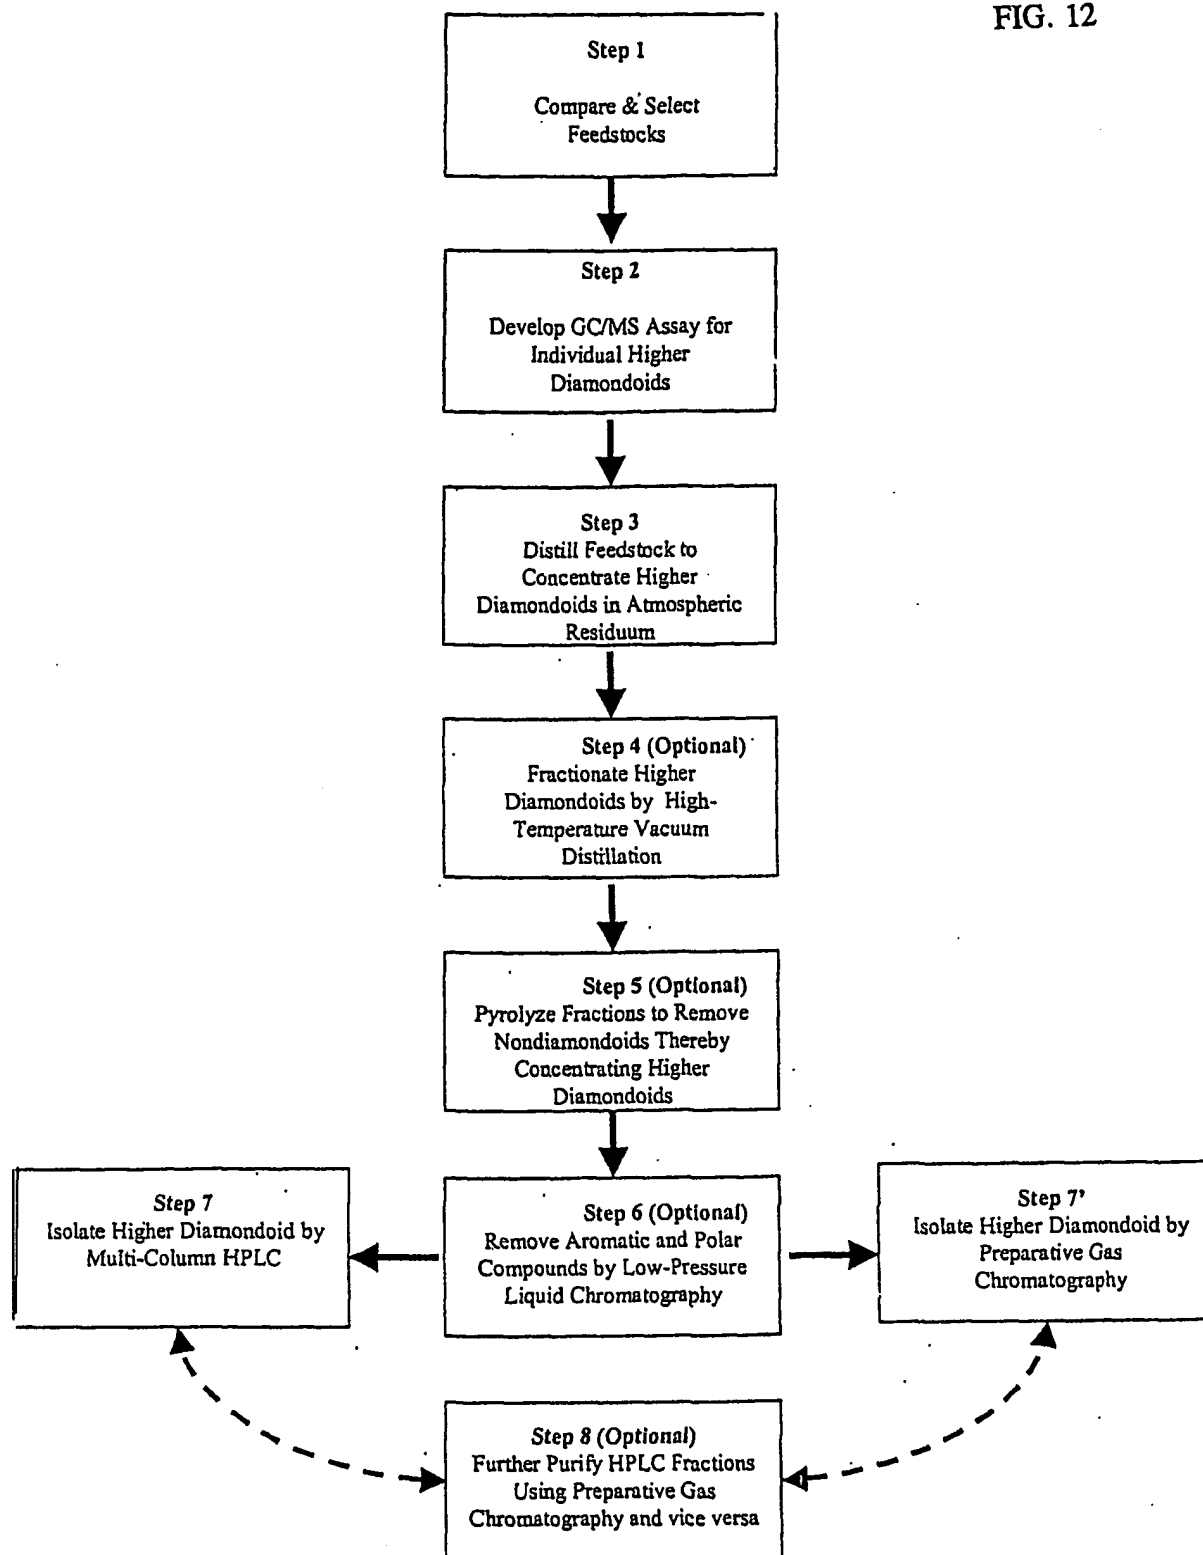 FIG. 12
Step 1
Compare & Select
Feedstocks
Step 2
Develop GC/MS Assay for
Individual Higher
Diamondoids
Step 3
Distill Feedstock to
Concentrate Higher
Diamondoids in Atmospheric
Residuum
Step 4 (Optional)
Fractionate Higher
Diamondoids by High-
Temperature Vacuum
Distillation
Step 5 (Optional)
Pyrolyze Fractions to Remove
Nondiamondoids Thereby
Concentrating Higher
Diamondoids
Step 7
Isolate Higher Diamondoid by
Multi-Column HPLC
Step 6 (Optional)
Remove Aromatic and Polar
Compounds by Low-Pressure
Liquid Chromatography
Step 7'
Isolate Higher Diamondoid by
Preparative Gas
Chromatography
Step 8 (Optional)
Further Purify HPLC Fractions
Using Preparative Gas
Chromatography and vice versa